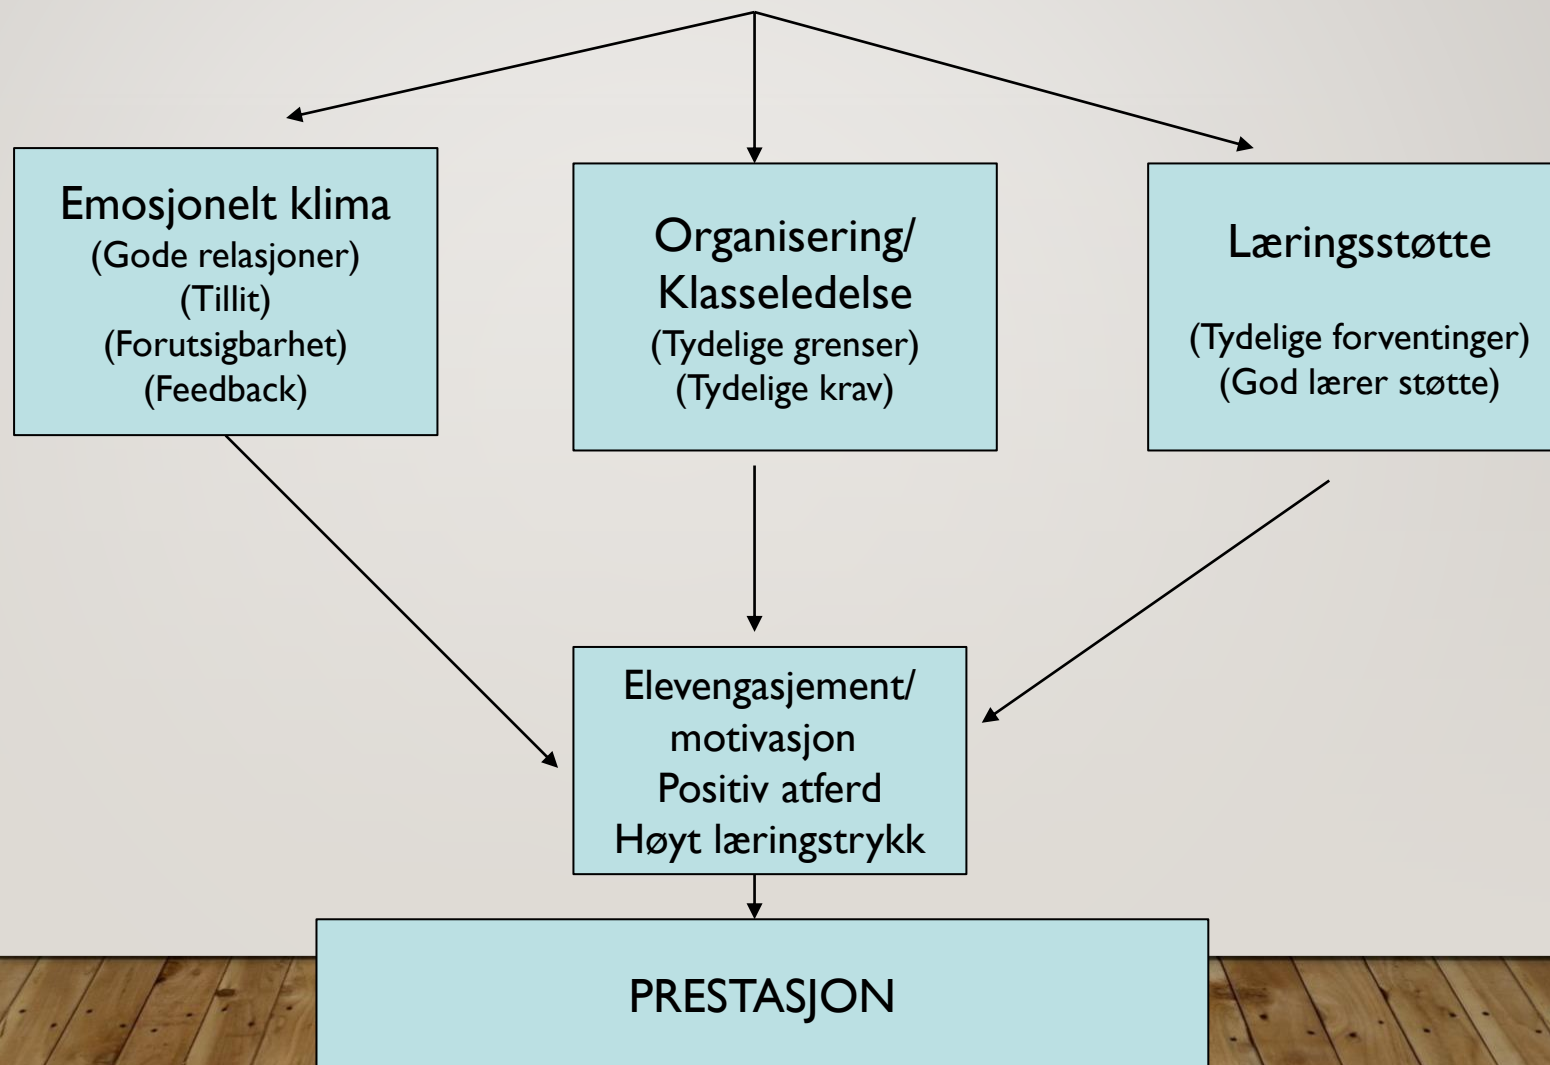 Emosjonelt klima
(Gode relasjoner)
(Tillit)
(Forutsigbarhet)
(Feedback)
Organisering/
Klasseledelse
(Tydelige grenser)
(Tydelige krav)
Læringsstøtte
(Tydelige forventinger)
(God lærer støtte)
Elevengasjement/
motivasjon
Positiv atferd
Høyt læringstrykk
PRESTASJON